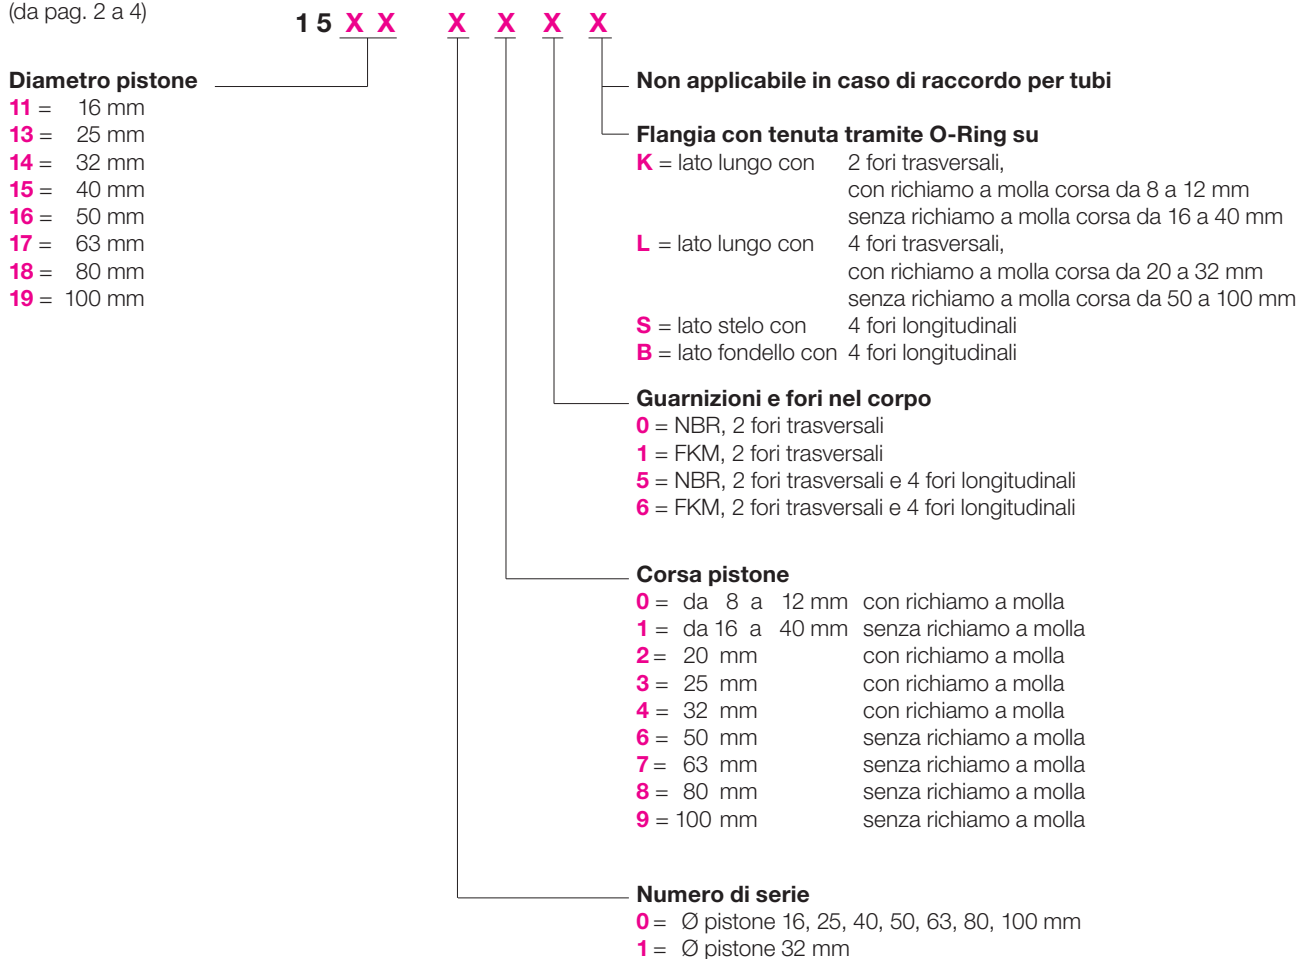 (da pag. 2 a 4)
1 5 X X X X X X
Diametro pistone
11 = 16 mm
13 = 25 mm
14 = 32 mm
15 = 40 mm
16 = 50 mm
17 = 63 mm
18 = 80 mm
19 = 100 mm
Non applicabile in caso di raccordo per tubi
Flangia con tenuta tramite O-Ring su
K = lato lungo con 2 fori trasversali,
con richiamo a molla corsa da 8 a 12 mm
senza richiamo a molla corsa da 16 a 40 mm
L = lato lungo con 4 fori trasversali,
con richiamo a molla corsa da 20 a 32 mm
senza richiamo a molla corsa da 50 a 100 mm
S = lato stelo con 4 fori longitudinali
B = lato fondello con 4 fori longitudinali
Guarnizioni e fori nel corpo
0 = NBR, 2 fori trasversali
1 = FKM, 2 fori trasversali
5 = NBR, 2 fori trasversali e 4 fori longitudinali
6 = FKM, 2 fori trasversali e 4 fori longitudinali
Corsa pistone
0 = da 8 a 12 mm con richiamo a molla
1 = da 16 a 40 mm senza richiamo a molla
2 = 20 mm con richiamo a molla
3 = 25 mm con richiamo a molla
4 = 32 mm con richiamo a molla
6 = 50 mm senza richiamo a molla
7 = 63 mm senza richiamo a molla
8 = 80 mm senza richiamo a molla
9 = 100 mm senza richiamo a molla
Numero di serie
0 = Ø pistone 16, 25, 40, 50, 63, 80, 100 mm
1 = Ø pistone 32 mm